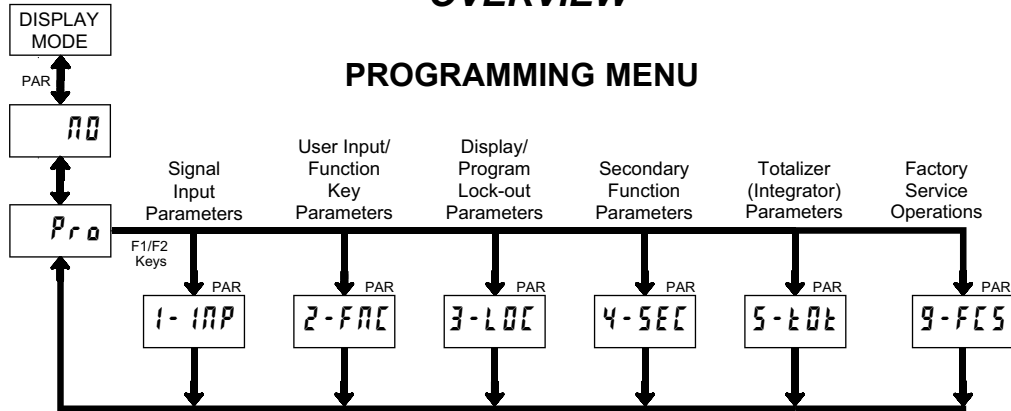 OVERVIEW
PROGRAMMING MENU
DISPLAY
MODE
PAR
NO
Pro
F1/F2
Keys
Signal
Input
Parameters
User Input/
Function
Key
Parameters
Display/
Program
Lock-out
Parameters
Secondary
Function
Parameters
Totalizer
(Integrator)
Parameters
Factory
Service
Operations
PAR
1-INP
PAR
2-FNC
PAR
3-LOC
PAR
4-SEC
PAR
5-tOt
PAR
9-FCS